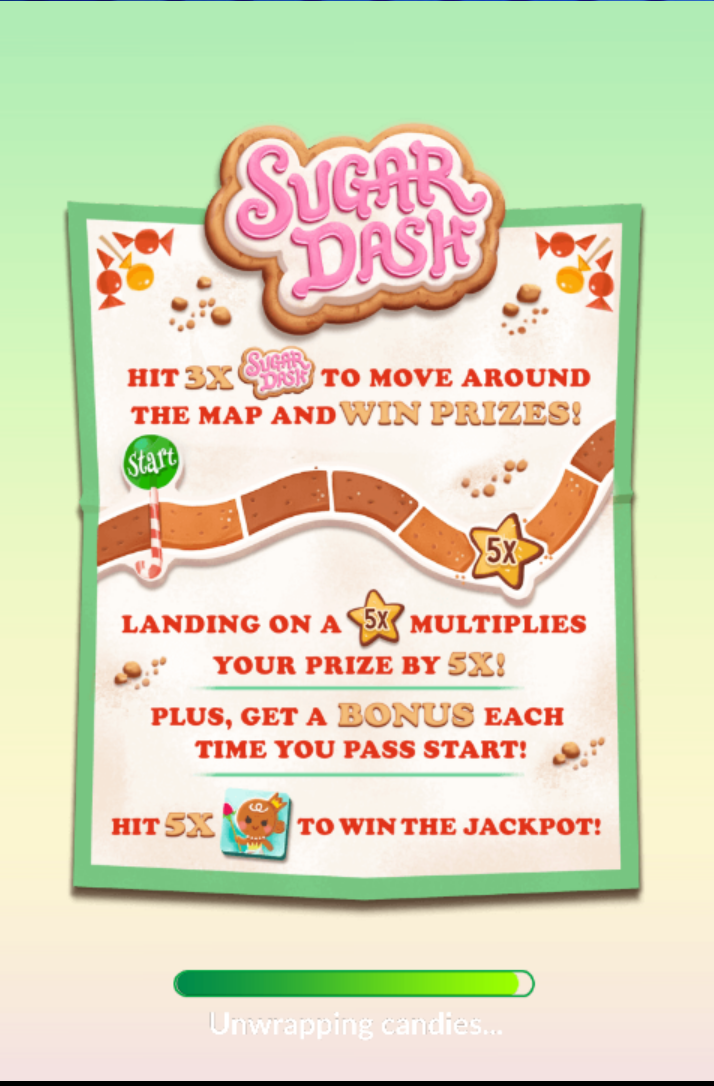 SUGAR
DASH
HIT 3X SUGAR DASH TO MOVE AROUND
THE MAP AND WIN PRIZES!
Start
5X
LANDING ON A 5X MULTIPLIES
YOUR PRIZE BY 5X!
PLUS, GET A BONUS EACH
TIME YOU PASS START!
HIT 5X TO WIN THE JACKPOT!
Unwrapping candies...